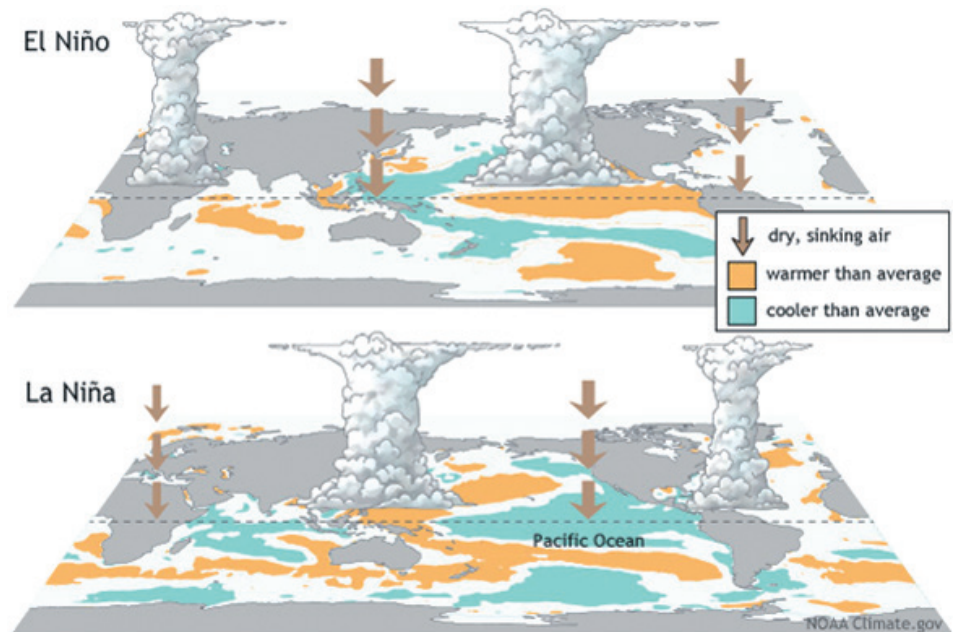 El Niño
dry, sinking air
warmer than average
cooler than average
La Niña
Pacific Ocean
NOAA Climate.gov